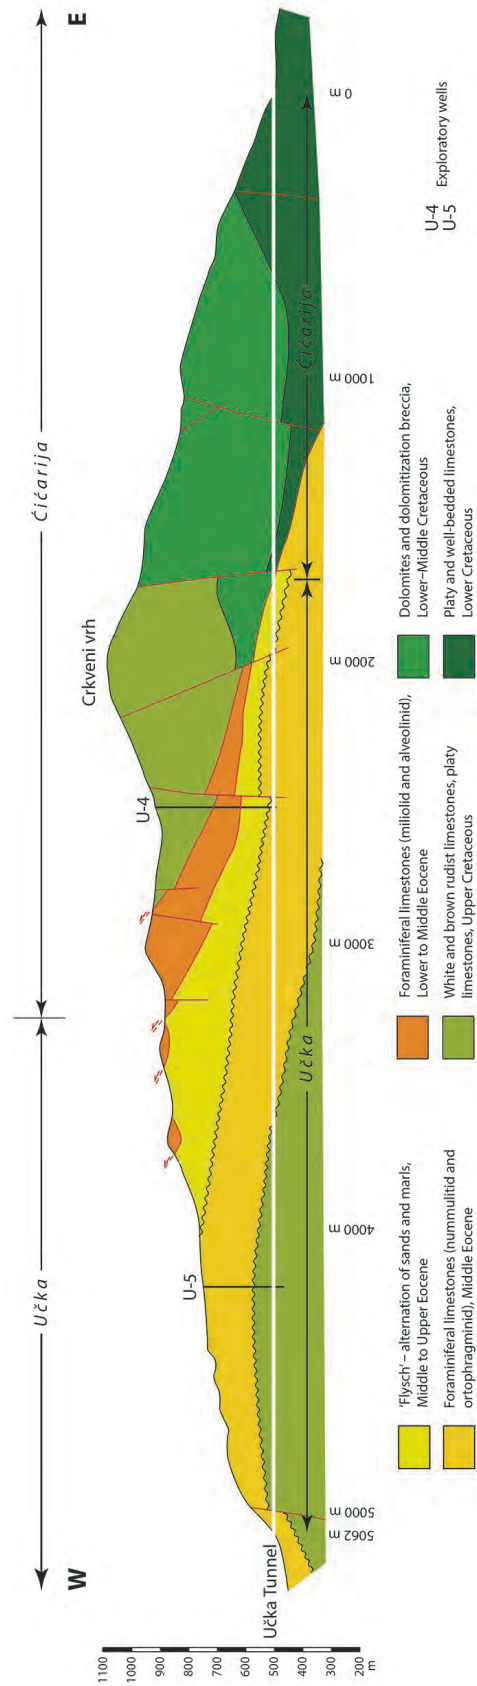 W
E
Učka
Ćićarija
Crkveni vrh
U-4
U-5
Učka Tunnel
1100
1000
900
800
700
600
500
400
300
200
m
Učka
Ćićarija
5062 m
5000 m
4000 m
3000 m
2000 m
1000 m
0 m
'Flysch' – alternation of sands and marls,
Middle to Upper Eocene
Foraminiferal limestones (nummulitid and
ortophragminid), Middle Eocene
Foraminiferal limestones (miliolid and alveolinid),
Lower to Middle Eocene
White and brown rudist limestones, platy
limestones, Upper Cretaceous
Dolomites and dolomitization breccia,
Lower–Middle Cretaceous
Platy and well-bedded limestones,
Lower Cretaceous
U-4
U-5
Exploratory wells